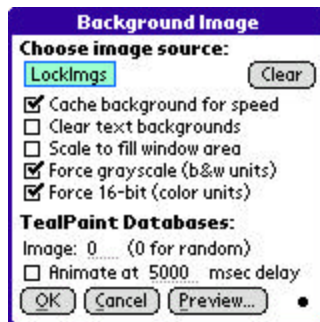 Background Image
Choose image source:
LockImgs Clear
Cache background for speed
Clear text backgrounds
Scale to fill window area
Force grayscale (b&w units)
Force 16-bit (color units)
TealPaint Databases:
Image: 0 (0 for random)
Animate at 5000 msec delay
OK Cancel Preview...